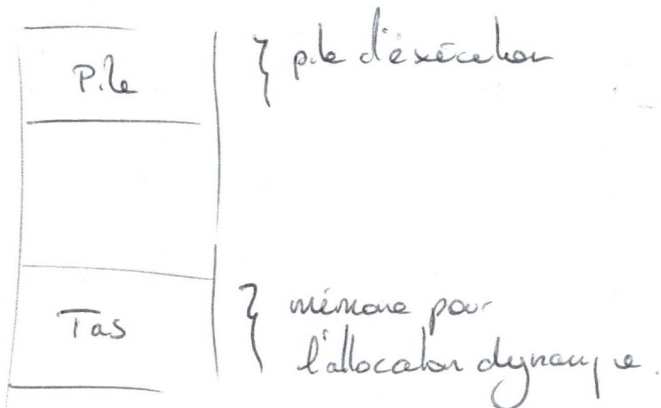 Pile
pile d'exécution
Tas
mémoire pour
l'allocation dynamique.